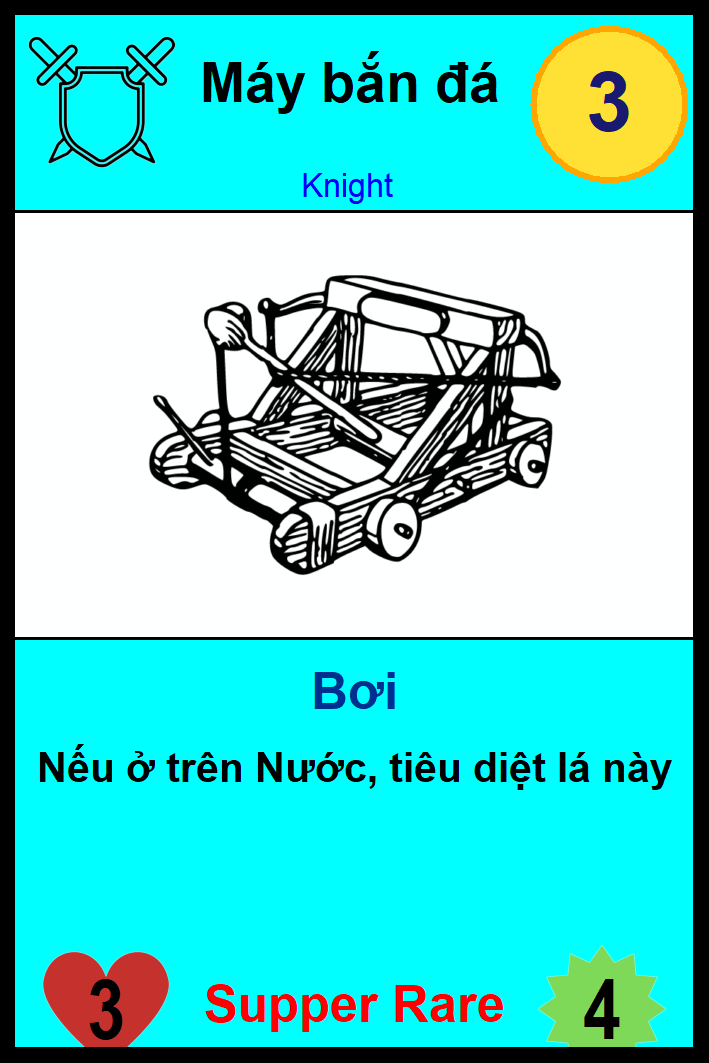 Máy bắn đá
3
Knight
Bơi
Nếu ở trên Nước, tiêu diệt lá này
3
Supper Rare
4